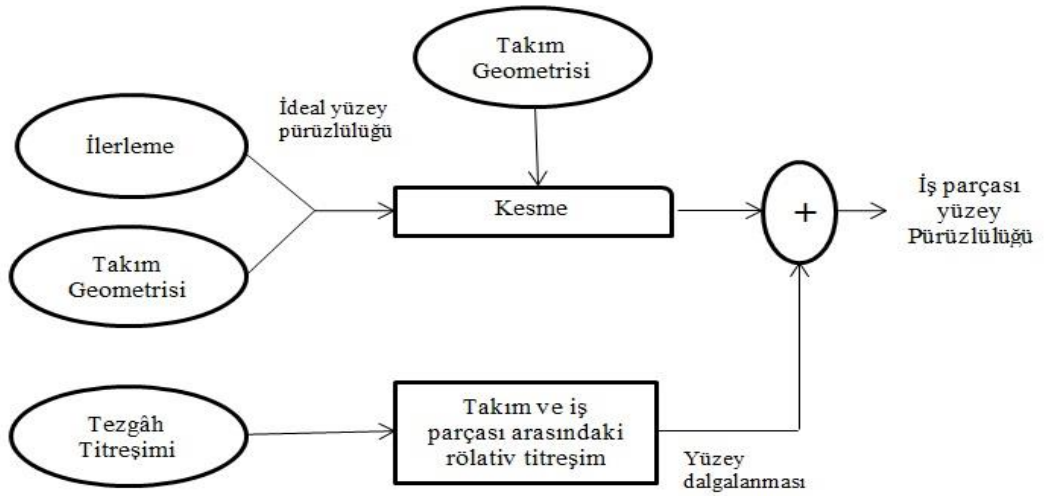 Takım
Geometrisi
İdeal yüzey
pürüzlülüğü
İlerleme
Kesme
+
İş parçası
yüzey
Pürüzlülüğü
Takım
Geometrisi
Tezgâh
Titreşimi
Takım ve iş
parçası arasındaki
rölativ titreşim
Yüzey
dalgalanması